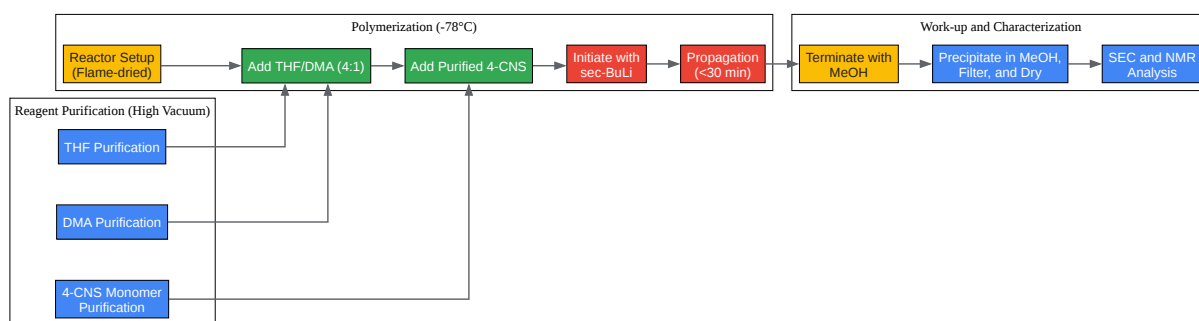 Polymerization (-78°C)
Work-up and Characterization
Reactor Setup
(Flame-dried)
Add THF/DMA (4:1)
Add Purified 4-CNS
Initiate with
sec-BuLi
Propagation
(<30 min)
Terminate with
MeOH
Precipitate in MeOH,
Filter, and Dry
SEC and NMR
Analysis
Reagent Purification (High Vacuum)
THF Purification
DMA Purification
4-CNS Monomer
Purification